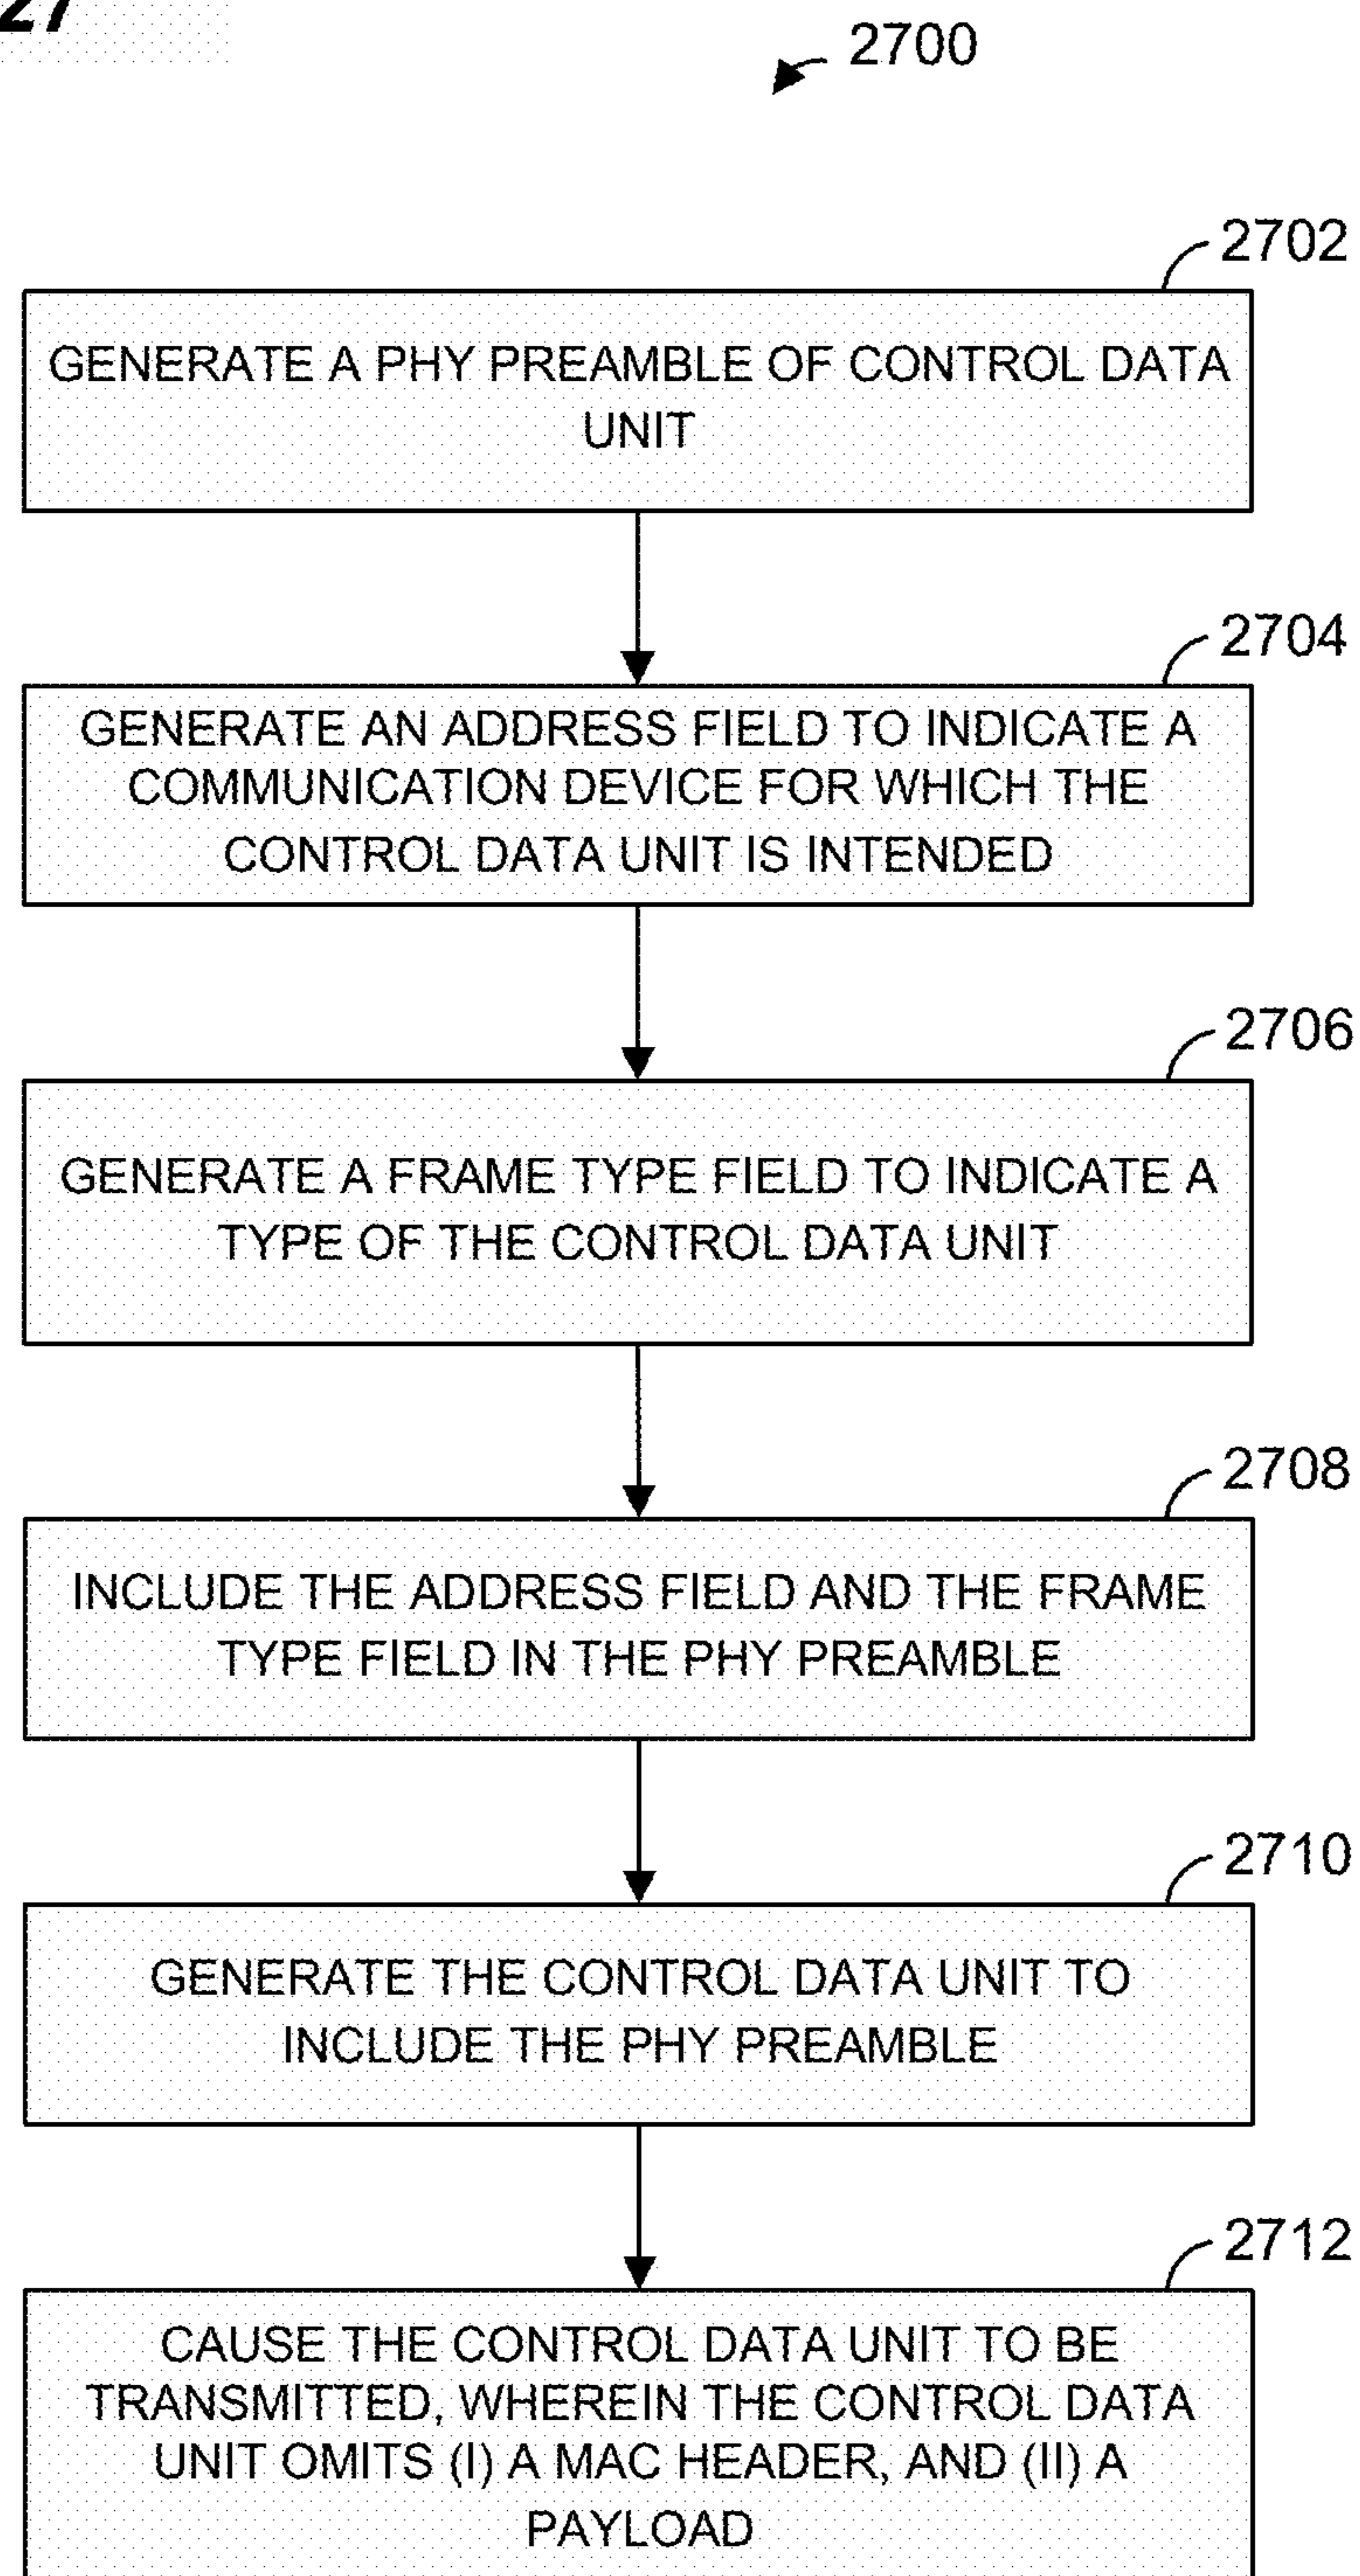 27
2700
2702
GENERATE A PHY PREAMBLE OF CONTROL DATA
UNIT
2704
GENERATE AN ADDRESS FIELD TO INDICATE A
COMMUNICATION DEVICE FOR WHICH THE
CONTROL DATA UNIT IS INTENDED
2706
GENERATE A FRAME TYPE FIELD TO INDICATE A
TYPE OF THE CONTROL DATA UNIT
2708
INCLUDE THE ADDRESS FIELD AND THE FRAME
TYPE FIELD IN THE PHY PREAMBLE
2710
GENERATE THE CONTROL DATA UNIT TO
INCLUDE THE PHY PREAMBLE
2712
CAUSE THE CONTROL DATA UNIT TO BE
TRANSMITTED, WHEREIN THE CONTROL DATA
UNIT OMITS (I) A MAC HEADER, AND (II) A
PAYLOAD